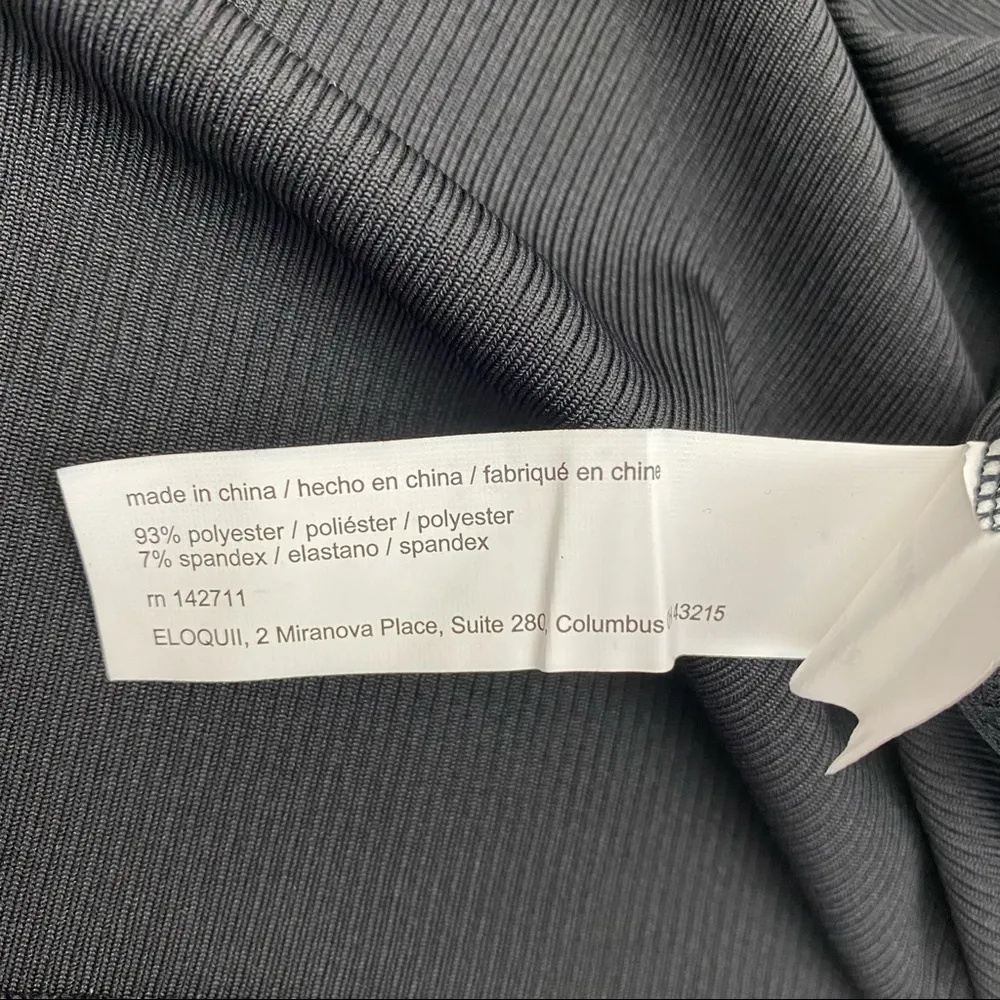 made in china / hecho en china / fabriqué en chine
93% polyester / poliéster / polyester
7% spandex / elastano / spandex
rn 142711
ELOQUII, 2 Miranova Place, Suite 280, Columbus 43215